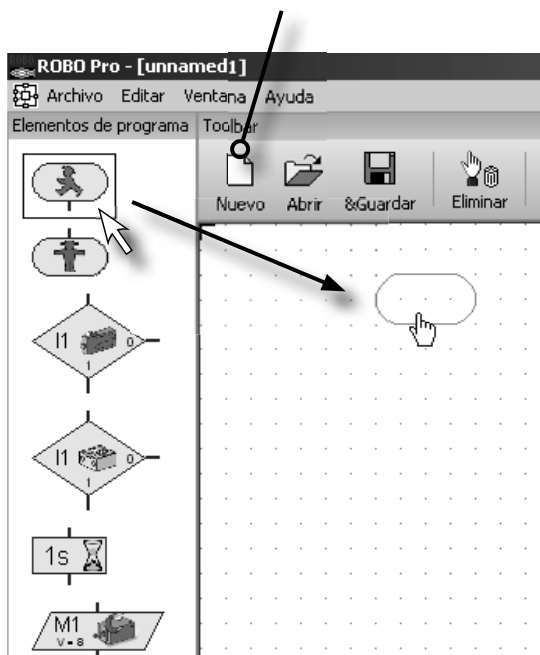 ROBO Pro - [unnamed1]
Archivo Editar Ventana Ayuda
Elementos de programa Toolbar
Nuevo Abrir &Guardar Eliminar
I1 0
1
I1 0
1
1s
M1
V=8